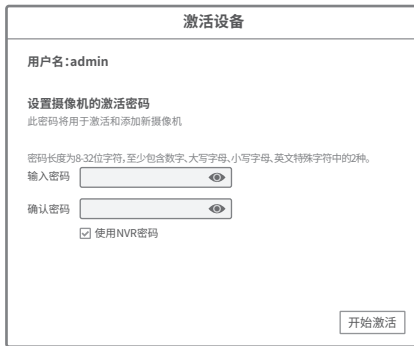 激活设备
用户名:admin
设置摄像机的激活密码
此密码将用于激活和添加新摄像机
密码长度为8-32位字符,至少包含数字、大写字母、小写字母、英文特殊字符中的2种。
输入密码
确认密码
使用NVR密码
开始激活